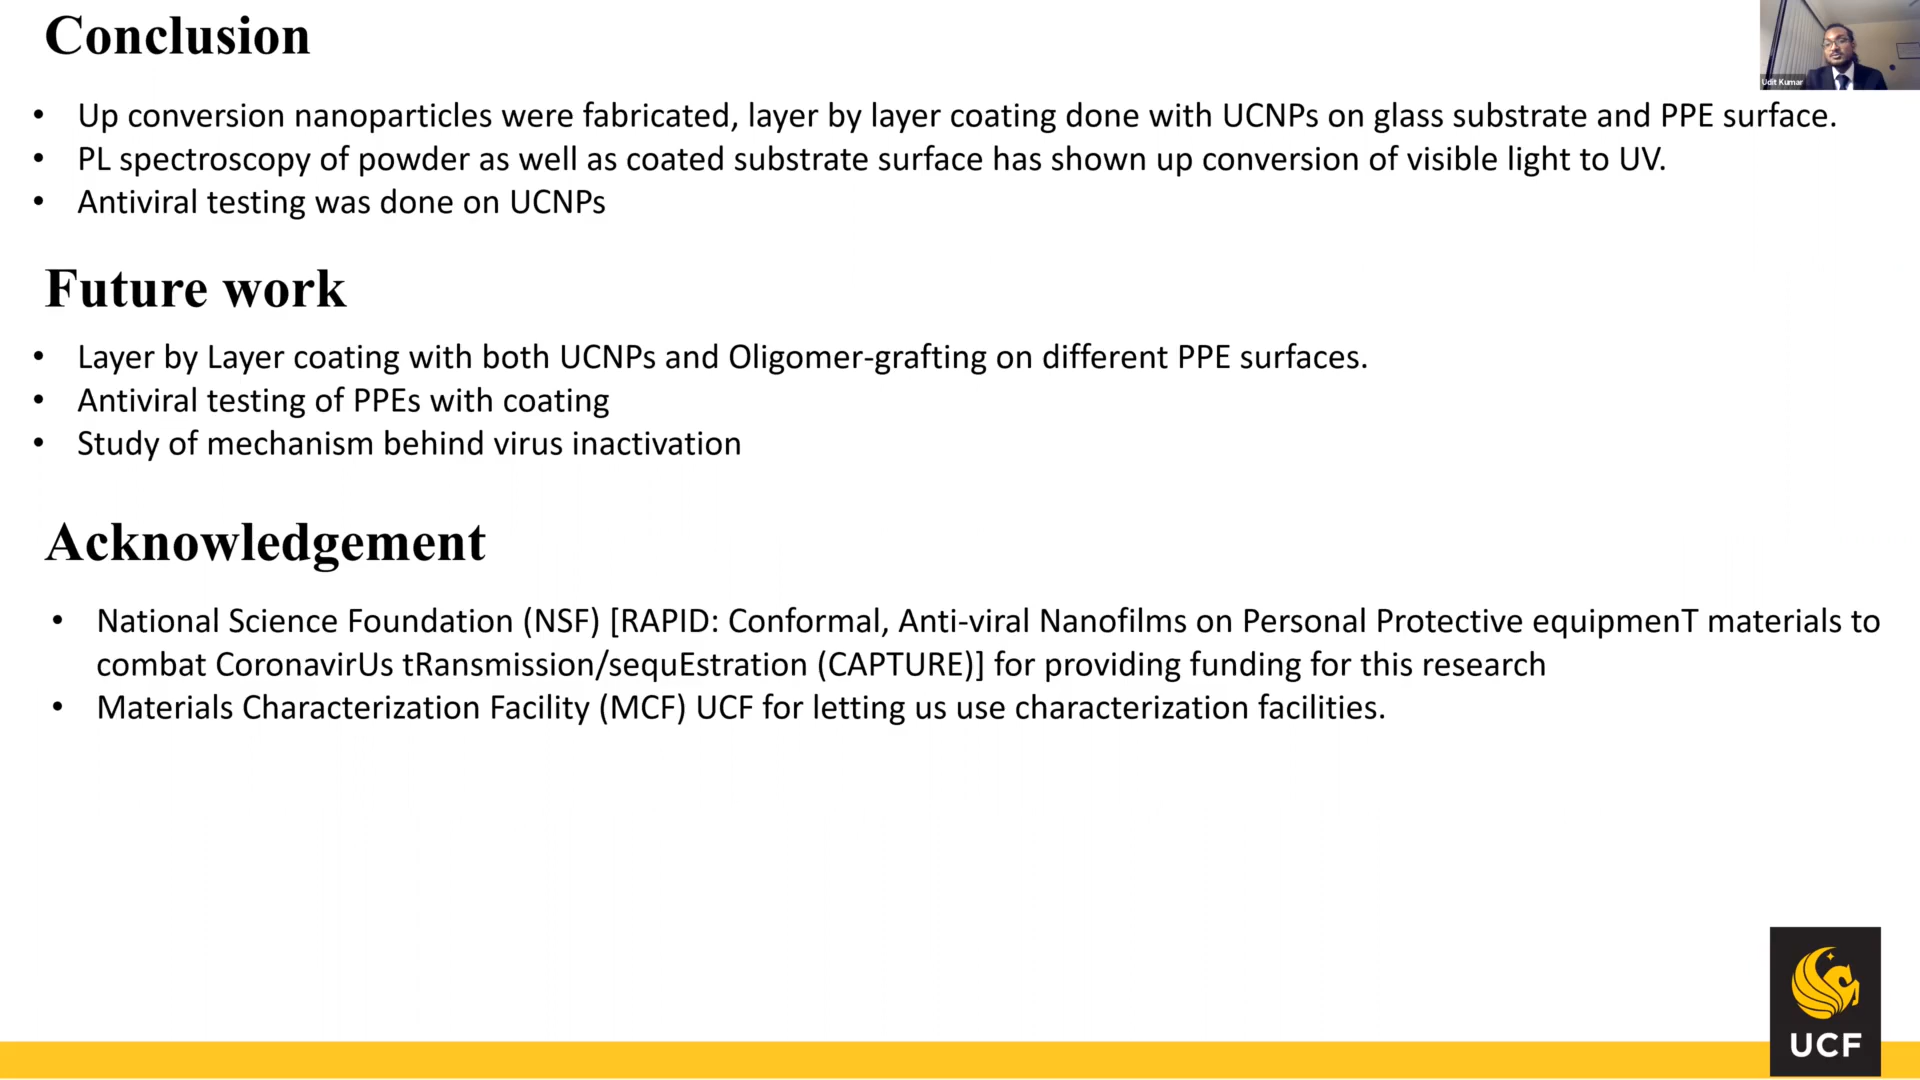 Conclusion
Udit Kumar
• Up conversion nanoparticles were fabricated, layer by layer coating done with UCNPs on glass substrate and PPE surface.
• PL spectroscopy of powder as well as coated substrate surface has shown up conversion of visible light to UV.
• Antiviral testing was done on UCNPs
Future work
• Layer by Layer coating with both UCNPs and Oligomer-grafting on different PPE surfaces.
• Antiviral testing of PPEs with coating
• Study of mechanism behind virus inactivation
Acknowledgement
• National Science Foundation (NSF) [RAPID: Conformal, Anti-viral Nanofilms on Personal Protective equipmenT materials to
combat CoronavirUs tRansmission/sequEstration (CAPTURE)] for providing funding for this research
• Materials Characterization Facility (MCF) UCF for letting us use characterization facilities.
UCF